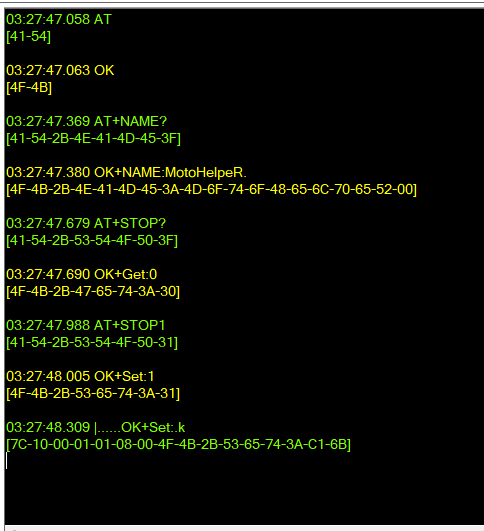 03:27:47.058 AT
[41-54]
03:27:47.063 OK
[4F-4B]
03:27:47.369 AT+NAME?
[41-54-2B-4E-41-4D-45-3F]
03:27:47.380 OK+NAME:MotoHelpeR.
[4F-4B-2B-4E-41-4D-45-3A-4D-6F-74-6F-48-65-6C-70-65-52-00]
03:27:47.679 AT+STOP?
[41-54-2B-53-54-4F-50-3F]
03:27:47.690 OK+Get:0
[4F-4B-2B-47-65-74-3A-30]
03:27:47.988 AT+STOP1
[41-54-2B-53-54-4F-50-31]
03:27:48.005 OK+Set:1
[4F-4B-2B-53-65-74-3A-31]
03:27:48.309 |......OK+Set:.k
[7C-10-00-01-01-08-00-4F-4B-2B-53-65-74-3A-C1-6B]